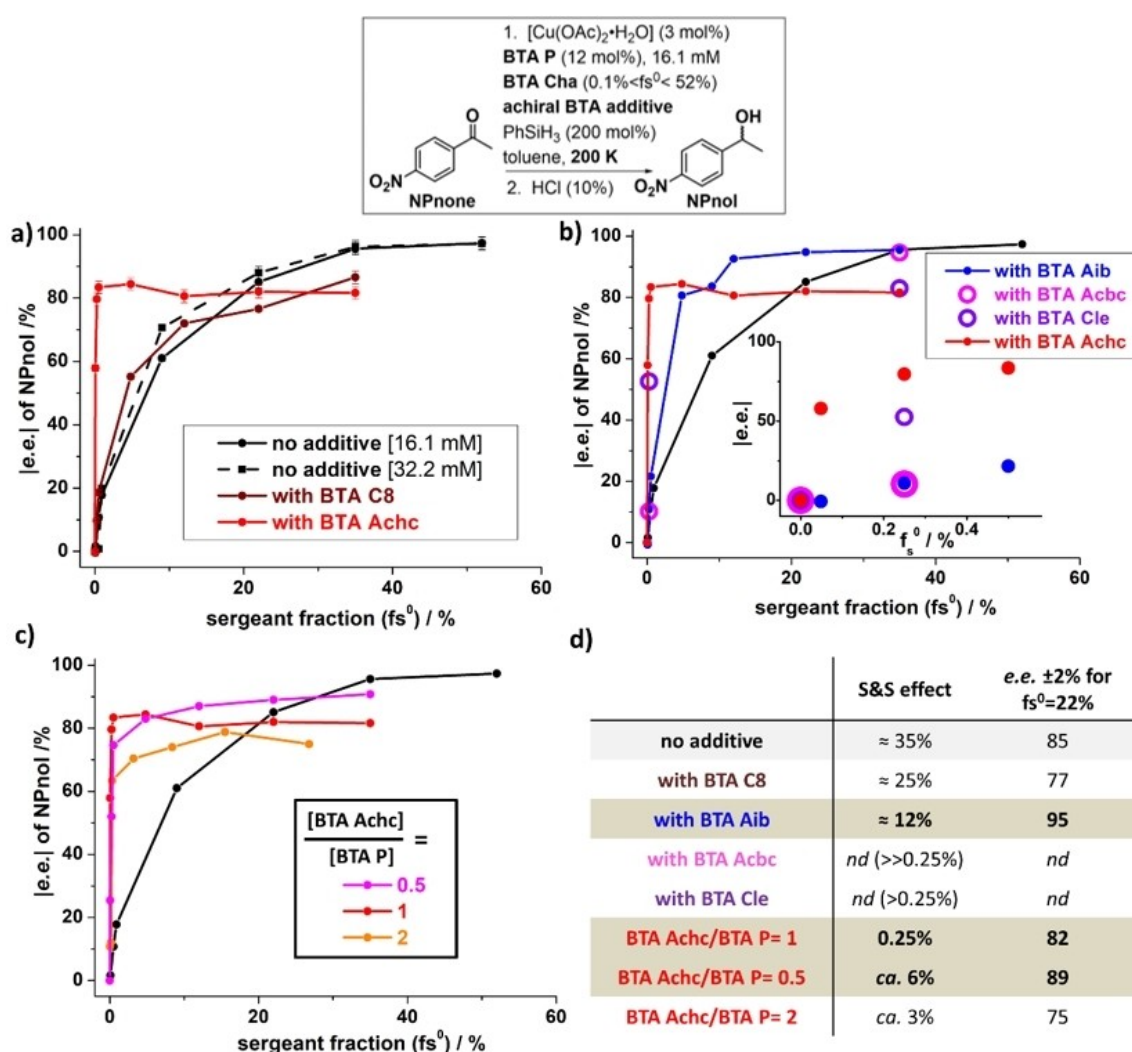 1. [Cu(OAc)₂•H₂O] (3 mol%)
BTA P (12 mol%), 16.1 mM
BTA Cha (0.1%<fs⁰< 52%)
achiral BTA additive
PhSiH₃ (200 mol%)
toluene, 200 K
2. HCl (10%)
O
O₂N
NPnone
OH
O₂N
NPnol
a)
|e.e.| of NPnol /%
100
80
60
40
20
0
no additive [16.1 mM]
no additive [32.2 mM]
with BTA C8
with BTA Achc
0 20 40 60
sergeant fraction (fs⁰) / %
b)
|e.e.| of NPnol /%
100
80
60
40
20
0
with BTA Aib
with BTA Acbc
with BTA Cle
with BTA Achc
|e.e.|
100
50
0
0.0 0.2 0.4
fₛ⁰ / %
0 20 40 60
sergeant fraction (fs⁰) / %
c)
|e.e.| of NPnol /%
100
80
60
40
20
0
[BTA Achc]
[BTA P]
=
0.5
1
2
0 20 40 60
sergeant fraction (fs⁰) / %
d)
S&S effect e.e. ±2% for
fs⁰=22%
no additive ≈ 35% 85
with BTA C8 ≈ 25% 77
with BTA Aib ≈ 12% 95
with BTA Acbc nd (>>0.25%) nd
with BTA Cle nd (>0.25%) nd
BTA Achc/BTA P= 1 0.25% 82
BTA Achc/BTA P= 0.5 ca. 6% 89
BTA Achc/BTA P= 2 ca. 3% 75